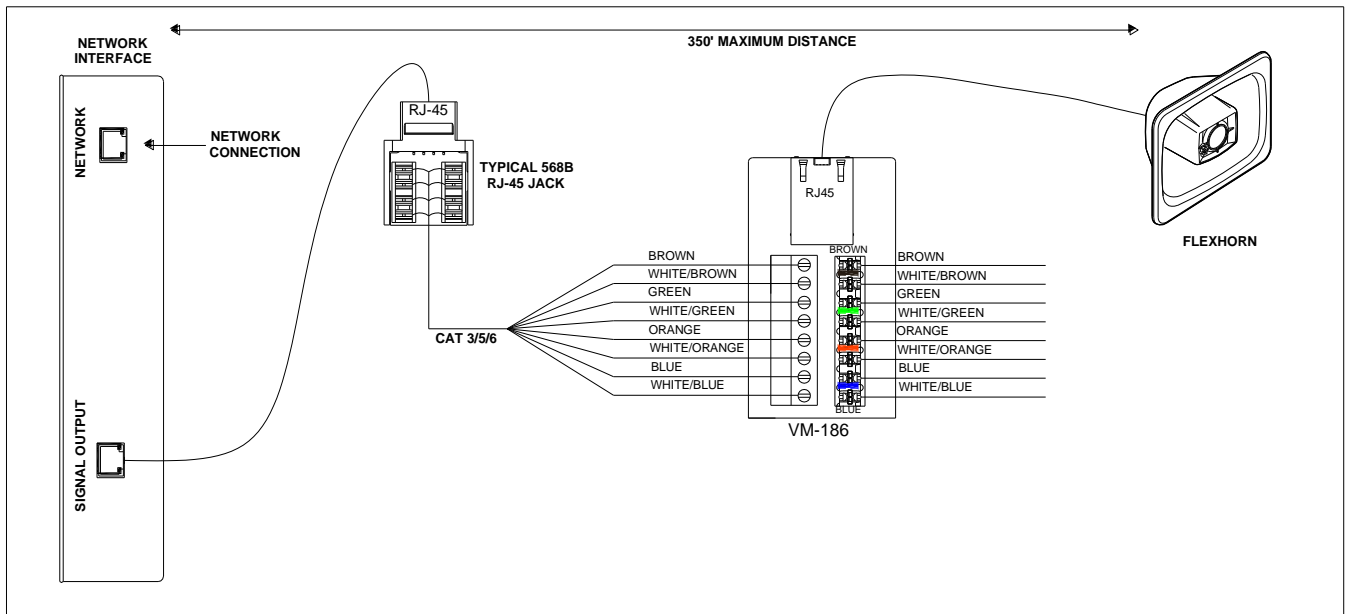 NETWORK
INTERFACE
350' MAXIMUM DISTANCE
NETWORK
NETWORK
CONNECTION
SIGNAL OUTPUT
RJ-45
TYPICAL 568B
RJ-45 JACK
CAT 3/5/6
BROWN
WHITE/BROWN
GREEN
WHITE/GREEN
ORANGE
WHITE/ORANGE
BLUE
WHITE/BLUE
RJ45
BROWN
BLUE
VM-186
BROWN
WHITE/BROWN
GREEN
WHITE/GREEN
ORANGE
WHITE/ORANGE
BLUE
WHITE/BLUE
FLEXHORN